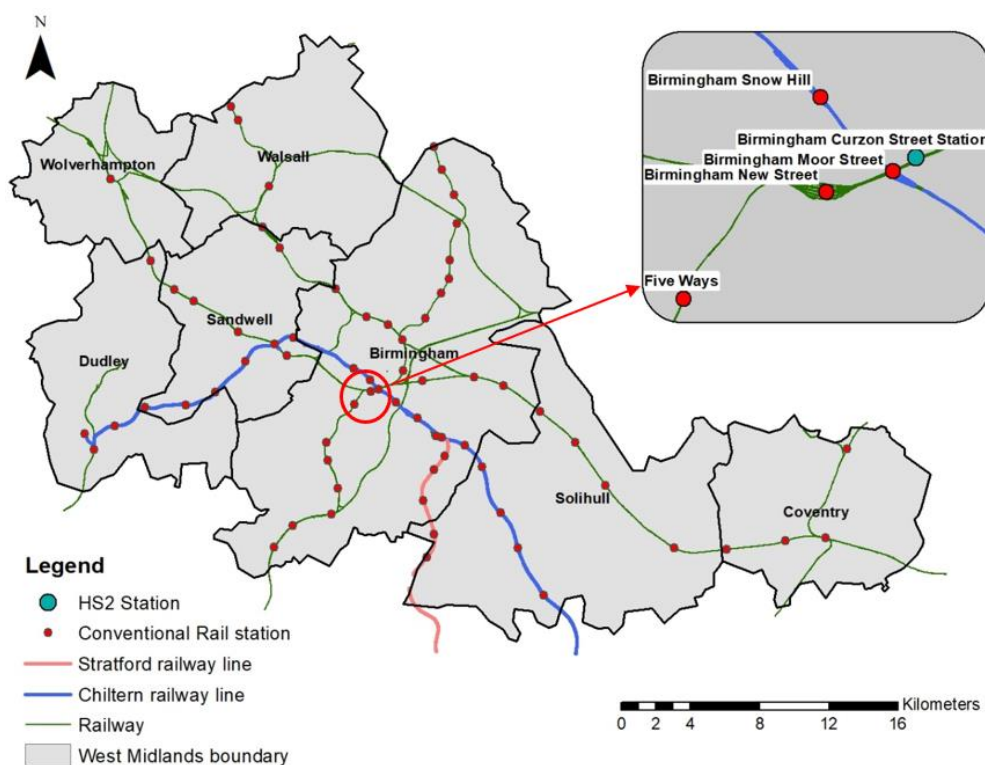 N
Wolverhampton
Walsall
Sandwell
Dudley
Birmingham
Solihull
Coventry
Birmingham Snow Hill
Birmingham Curzon Street Station
Birmingham Moor Street
Birmingham New Street
Five Ways
Legend
HS2 Station
Conventional Rail station
Stratford railway line
Chiltern railway line
Railway
West Midlands boundary
Kilometers
0 2 4 8 12 16